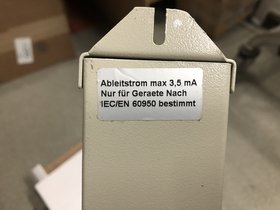 Ableitstrom max 3,5 mA
Nur für Geraete Nach
IEC/EN 60950 bestimmt